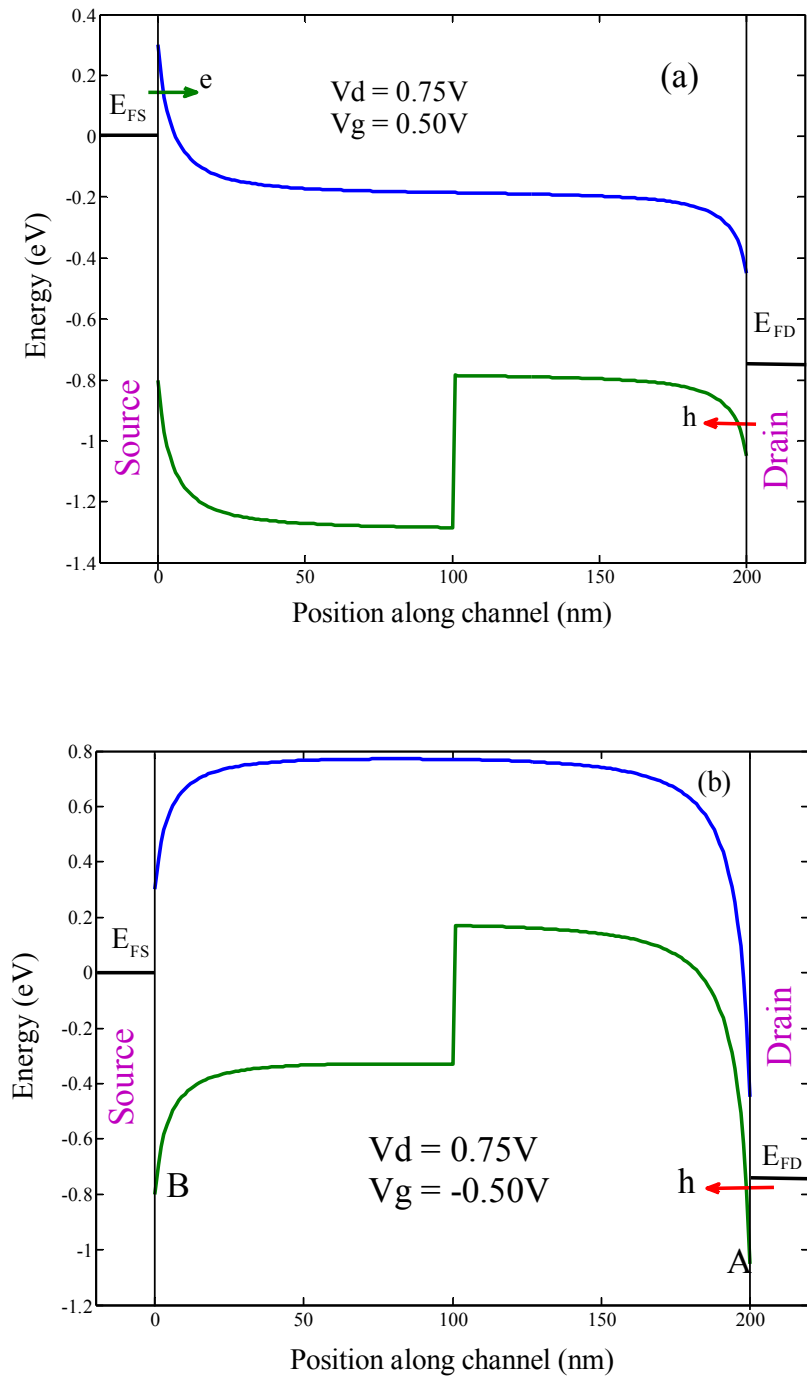 0.4
0.2
0
-0.2
-0.4
-0.6
-0.8
-1
-1.2
-1.4
Energy (eV)
E_FS
e
Vd = 0.75V
Vg = 0.50V
(a)
E_FD
h
Source
Drain
0
50
100
150
200
Position along channel (nm)
0.8
0.6
0.4
0.2
0
-0.2
-0.4
-0.6
-0.8
-1
-1.2
Energy (eV)
(b)
E_FS
Source
Drain
Vd = 0.75V
Vg = -0.50V
E_FD
h
B
A
0
50
100
150
200
Position along channel (nm)